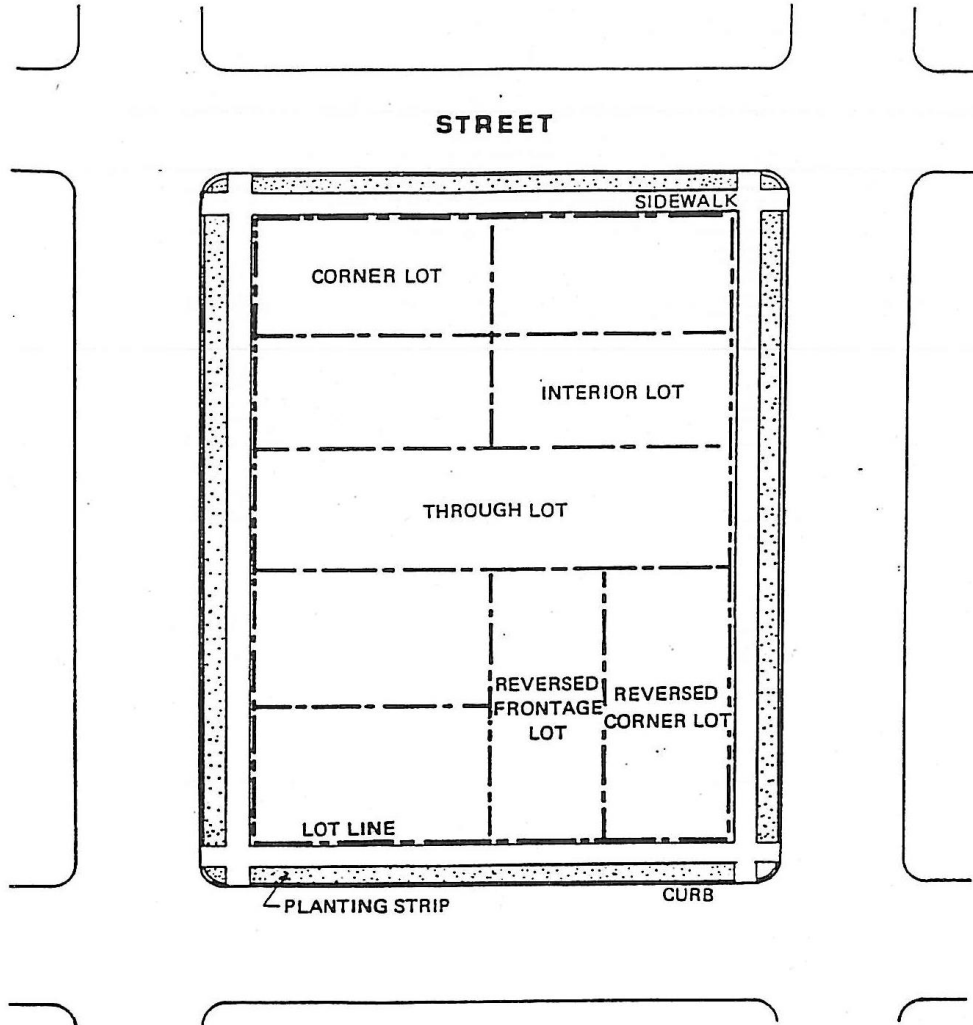 STREET
SIDEWALK
CORNER LOT
INTERIOR LOT
THROUGH LOT
REVERSED
FRONTAGE
LOT
REVERSED
CORNER LOT
LOT LINE
PLANTING STRIP
CURB